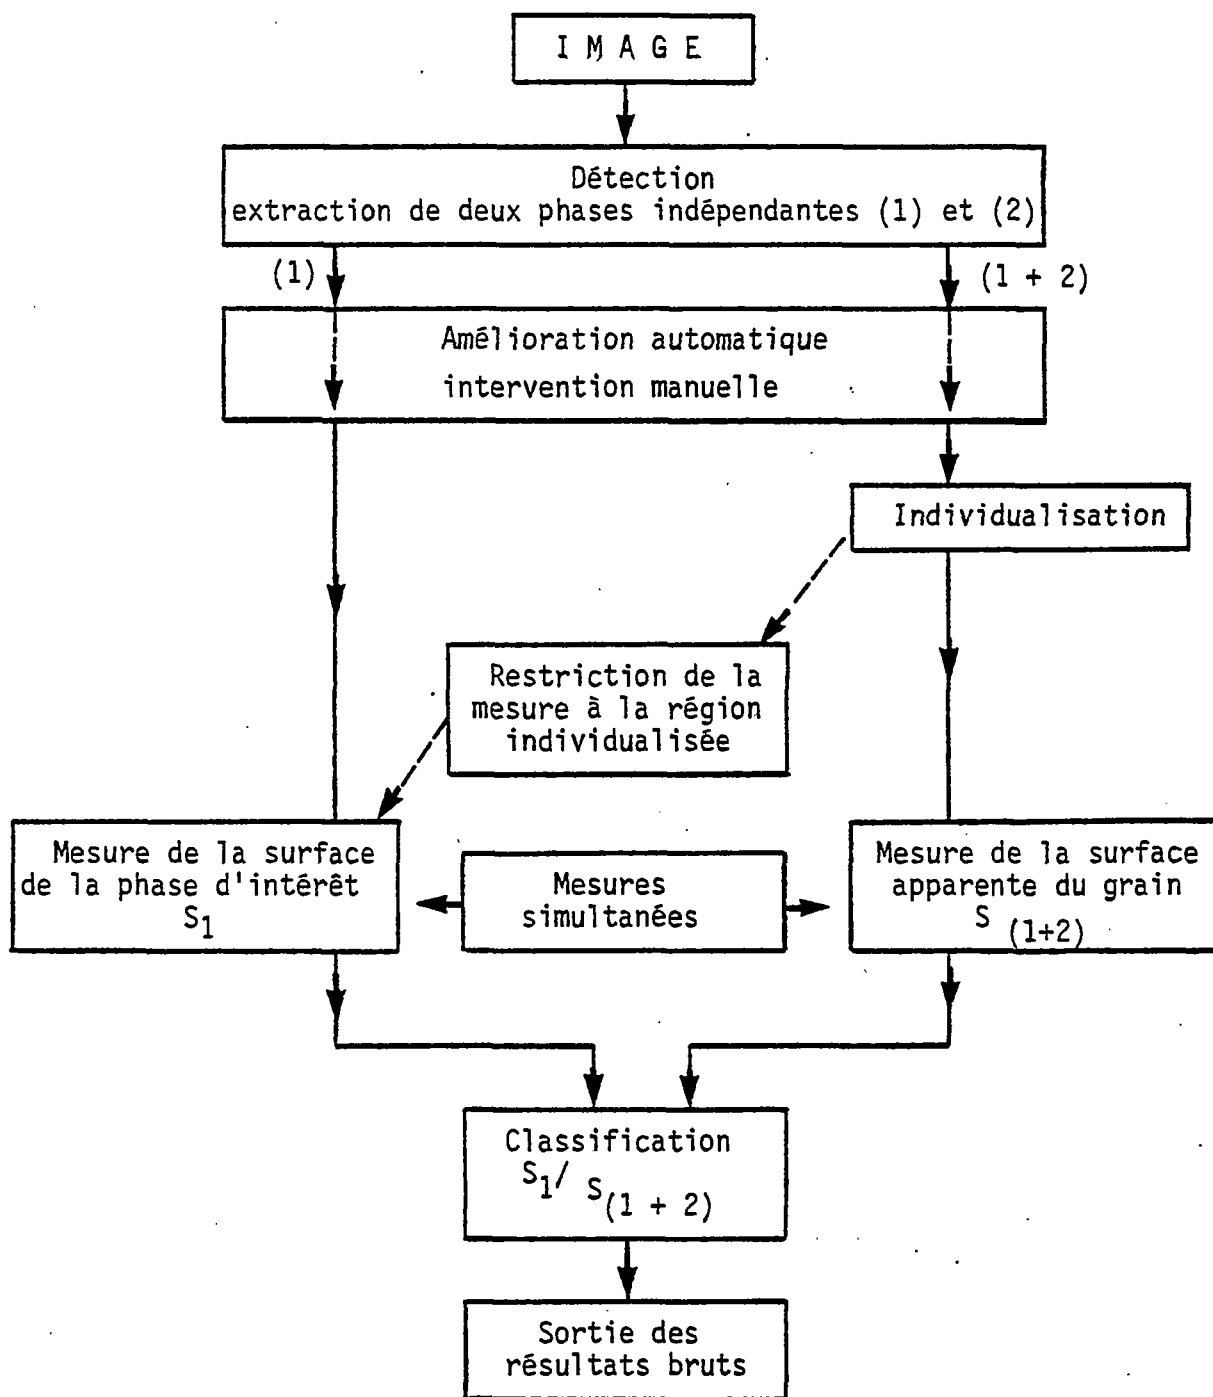 I M A G E
Détection
extraction de deux phases indépendantes (1) et (2)
(1)
(1 + 2)
Amélioration automatique
intervention manuelle
Individualisation
Restriction de la
mesure à la région
individualisée
Mesure de la surface
de la phase d'intérêt
S1
Mesures
simultanées
Mesure de la surface
apparente du grain
S (1+2)
Classification
S1/ S(1 + 2)
Sortie des
résultats bruts